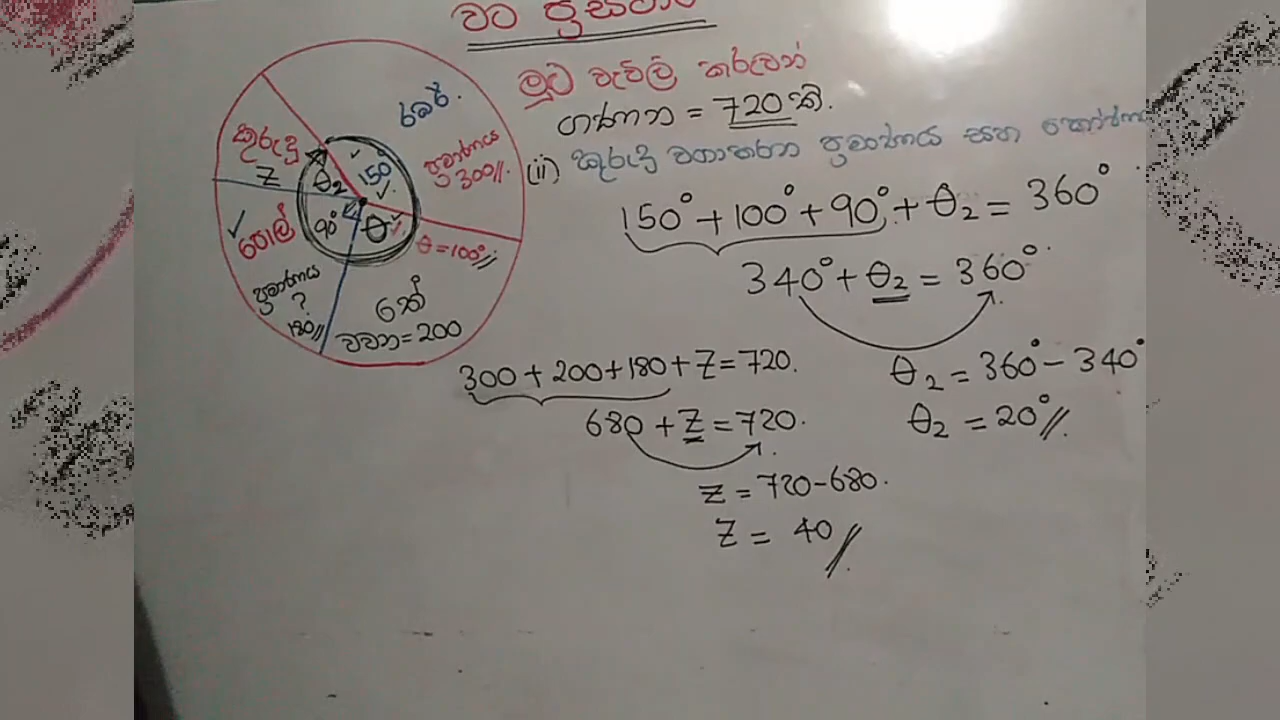 වට ප්‍රස්තාර
මුළු වැවිලි කරුවන්
ගණන = 720 කි.
(ii) කුරුඳු වගාකරන ප්‍රමාණය සහ
රබර්.
ප්‍රමාණය
300//.
කුරුඳු
Z
θ₂
150°
පොල්
90°
θ
θ = 100°//
ප්‍රමාණය
?
180//
තේ
වචන = 200
150° + 100° + 90° + θ₂ = 360°
340° + θ₂ = 360°
θ₂ = 360° - 340°
θ₂ = 20°//.
300 + 200 + 180 + Z = 720.
680 + Z = 720.
Z = 720 - 680.
Z = 40//